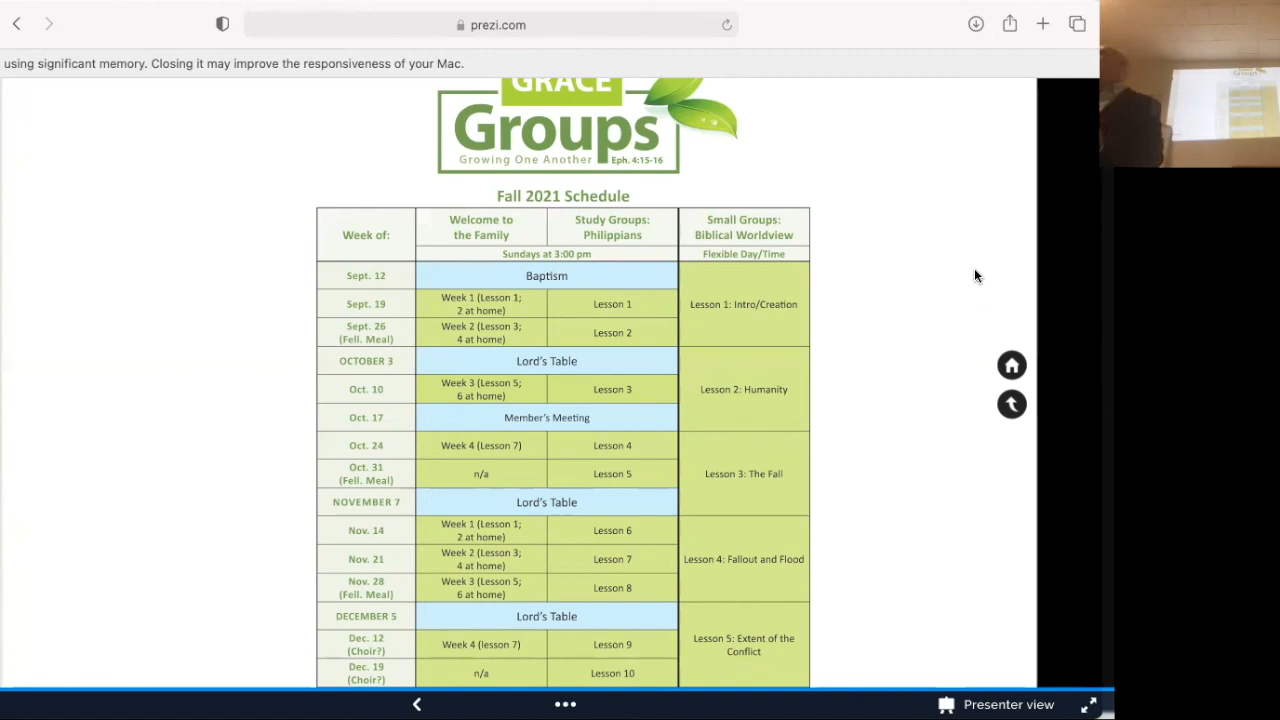 prezi.com
using significant memory. Closing it may improve the responsiveness of your Mac.
GRACE
Groups
Growing One Another Eph. 4:15-16
Groups
Fall 2021 Schedule
Week of:
Welcome to
the Family
Study Groups:
Philippians
Small Groups:
Biblical Worldview
Sundays at 3:00 pm
Flexible Day/Time
Sept. 12
Baptism
Lesson 1: Intro/Creation
Sept. 19
Week 1 (Lesson 1;
2 at home)
Lesson 1
Sept. 26
(Fell. Meal)
Week 2 (Lesson 3;
4 at home)
Lesson 2
OCTOBER 3
Lord's Table
Lesson 2: Humanity
Oct. 10
Week 3 (Lesson 5;
6 at home)
Lesson 3
Oct. 17
Member's Meeting
Oct. 24
Week 4 (Lesson 7)
Lesson 4
Lesson 3: The Fall
Oct. 31
(Fell. Meal)
n/a
Lesson 5
NOVEMBER 7
Lord's Table
Nov. 14
Week 1 (Lesson 1;
2 at home)
Lesson 6
Lesson 4: Fallout and Flood
Nov. 21
Week 2 (Lesson 3;
4 at home)
Lesson 7
Nov. 28
(Fell. Meal)
Week 3 (Lesson 5;
6 at home)
Lesson 8
DECEMBER 5
Lord's Table
Lesson 5: Extent of the
Conflict
Dec. 12
(Choir?)
Week 4 (lesson 7)
Lesson 9
Dec. 19
(Choir?)
n/a
Lesson 10
Presenter view